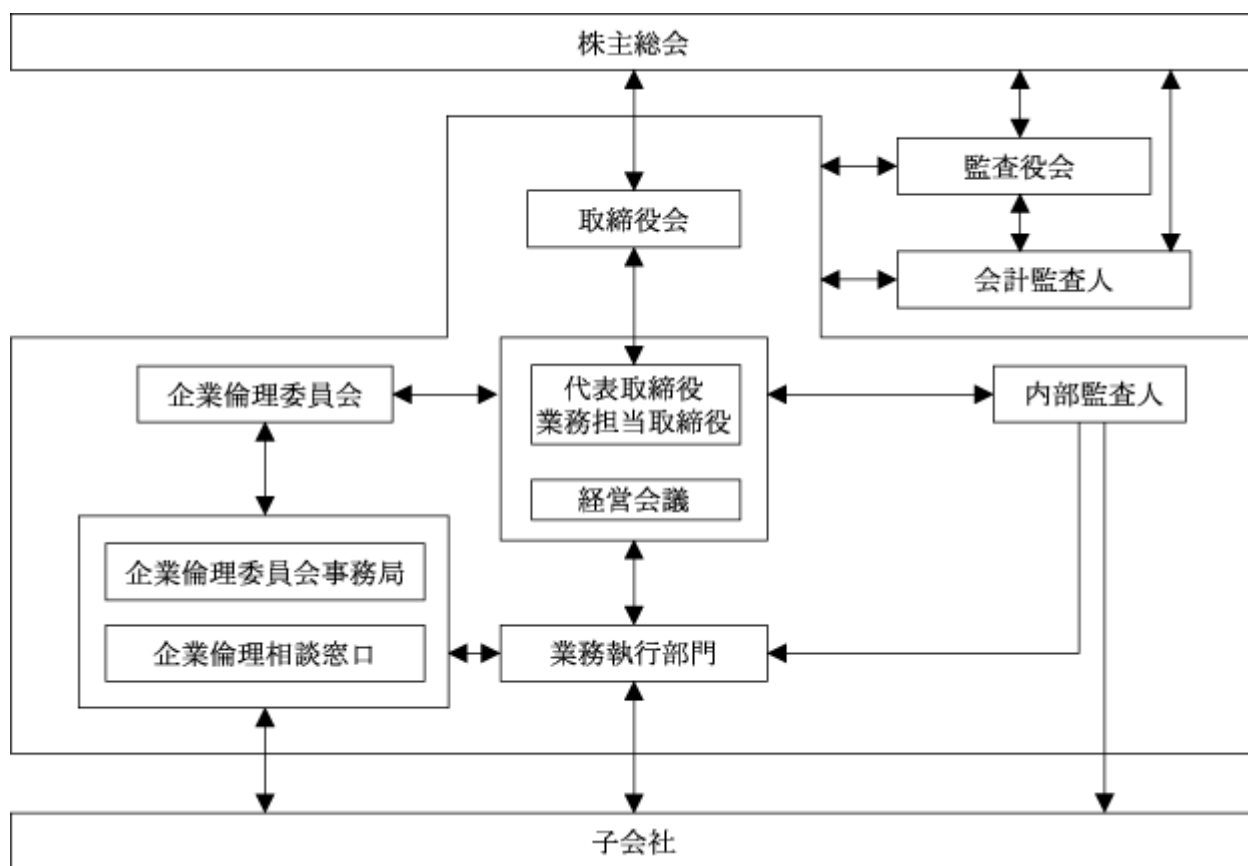 株主総会
監査役会
取締役会
会計監査人
企業倫理委員会
代表取締役
業務担当取締役
内部監査人
経営会議
企業倫理委員会事務局
企業倫理相談窓口
業務執行部門
子会社